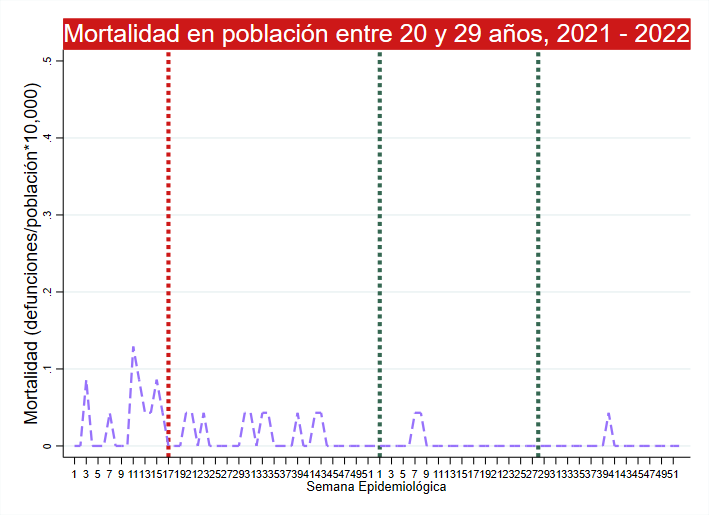 Mortalidad en población entre 20 y 29 años, 2021 - 2022
Mortalidad (defunciones/población*10,000)
.5
.4
.3
.2
.1
0
1 3 5 7 9 11 13 15 17 19 21 23 25 27 29 31 33 35 37 39 41 43 45 47 49 51 1 3 5 7 9 11 13 15 17 19 21 23 25 27 29 31 33 35 37 39 41 43 45 47 49 51
Semana Epidemiológica